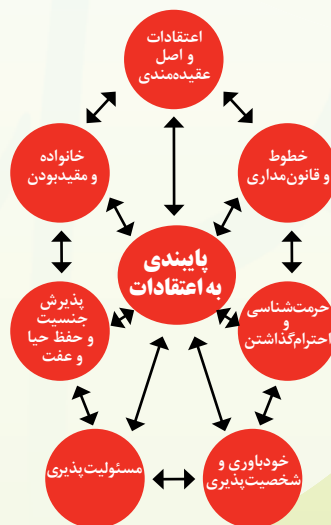 اعتقادات
و اصل
عقیده‌مندی
خطوط
و قانون‌مداری
خانواده
و مقیدبودن
پایبندی
به اعتقادات
حرمت‌شناسی
و
احترام‌گذاشتن
پذیرش
جنسیت
و حفظ حیا
و عفت
خودباوری و
شخصیت‌پذیری
مسئولیت‌پذیری